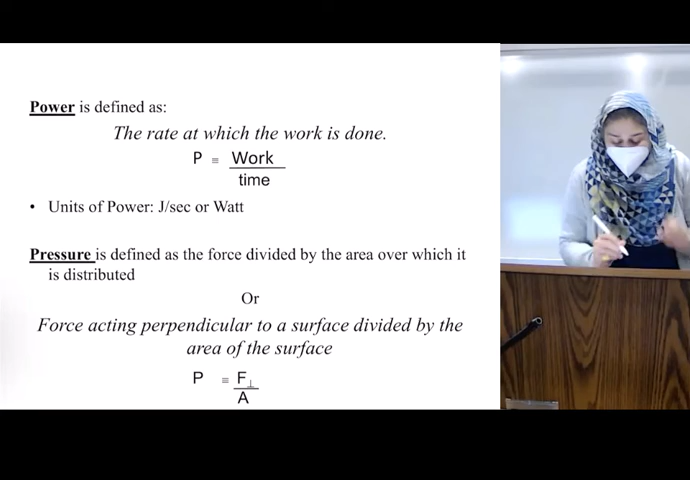 Power is defined as:
The rate at which the work is done.
P ≡ Work
time
• Units of Power: J/sec or Watt
Pressure is defined as the force divided by the area over which it
is distributed
Or
Force acting perpendicular to a surface divided by the
area of the surface
P ≡ F⊥
A